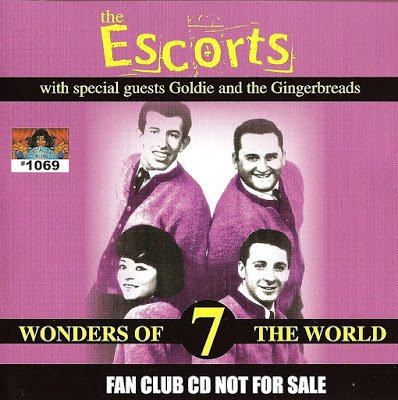 the
Escorts
with special guests Goldie and the Gingerbreads
#1069
WONDERS OF 7 THE WORLD
FAN CLUB CD NOT FOR SALE